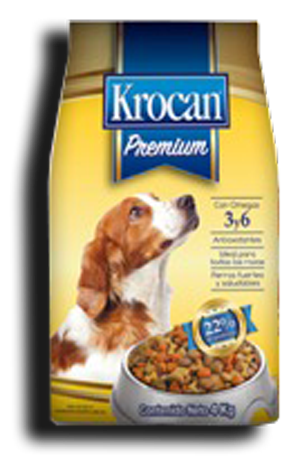 Krocan
Premium
Con Omegas
3 y 6
Antioxidantes
Ideal para
todas las razas
Perros fuertes
y saludables
22%
Contenido Neto 4 Kg